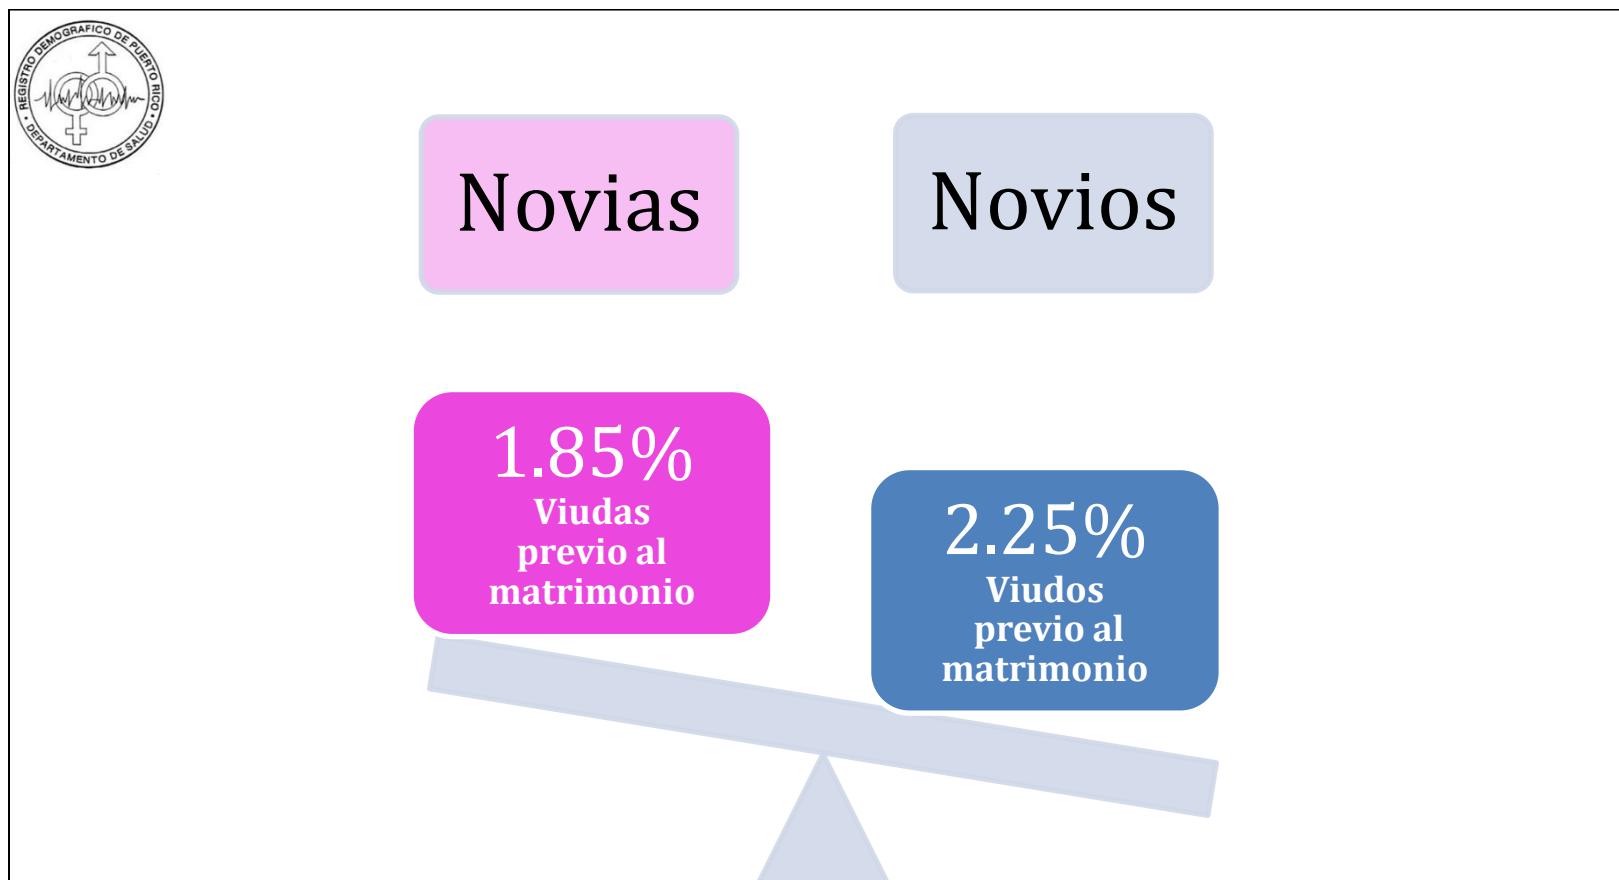 REGISTRO DEMOGRAFICO DE PUERTO RICO
• DEPARTAMENTO DE SALUD •
Novias
Novios
1.85%
Viudas
previo al
matrimonio
2.25%
Viudos
previo al
matrimonio